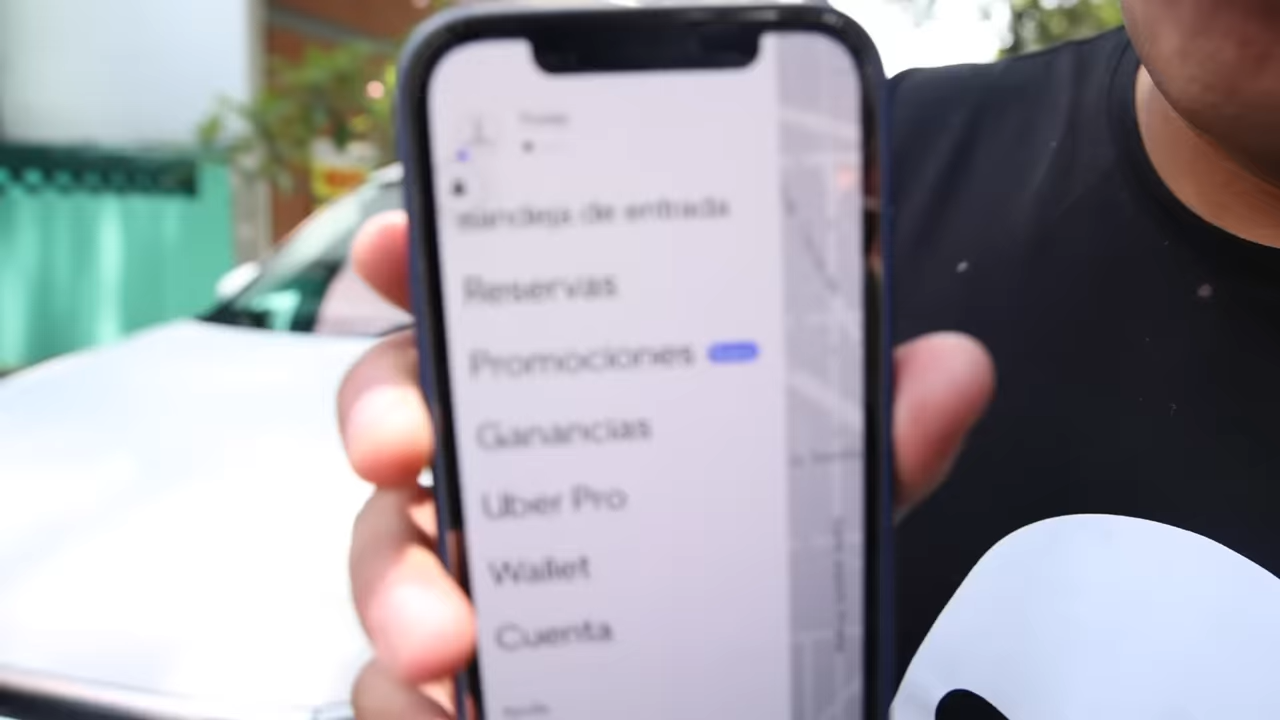 Bandeja de entrada
Reservas
Promociones
Ganancias
Uber Pro
Wallet
Cuenta